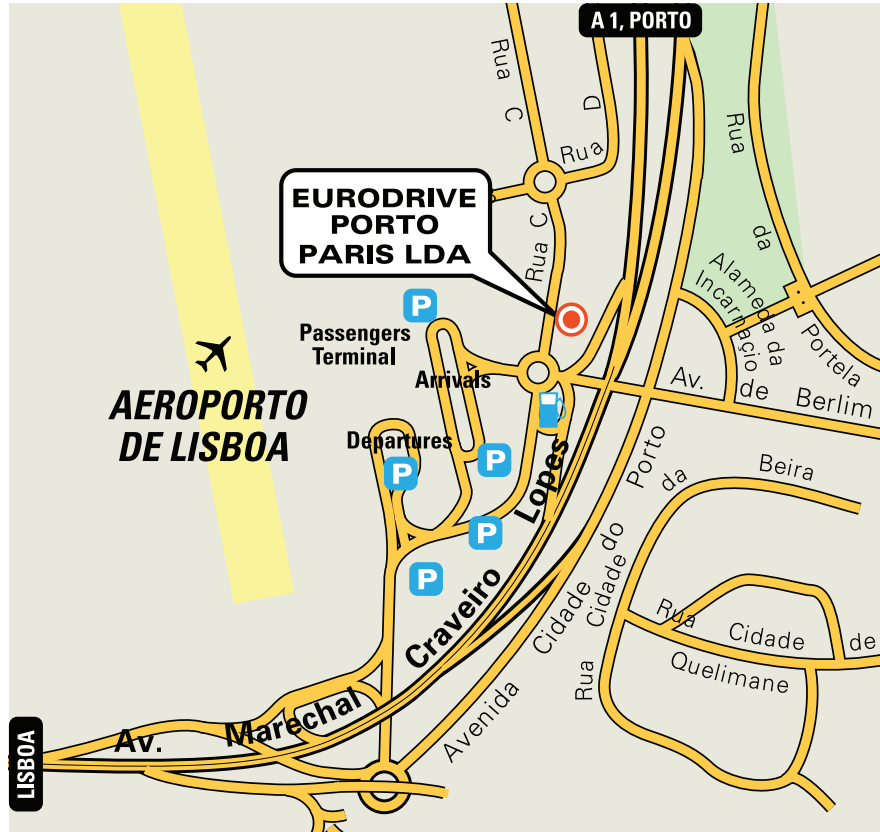 A 1, PORTO
Rua C
Rua D
Rua
da
Portela
EURODRIVE
PORTO
PARIS LDA
Rua C
Alameda da
Incarnaçio
P
Passengers
Terminal
Arrivals
Av. de Berlim
AEROPORTO
DE LISBOA
Departures
P
P
P
P
Av. Marechal Craveiro Lopes
Avenida Cidade do Porto
Rua Cidade da Beira
Rua Cidade de
Quelimane
LISBOA